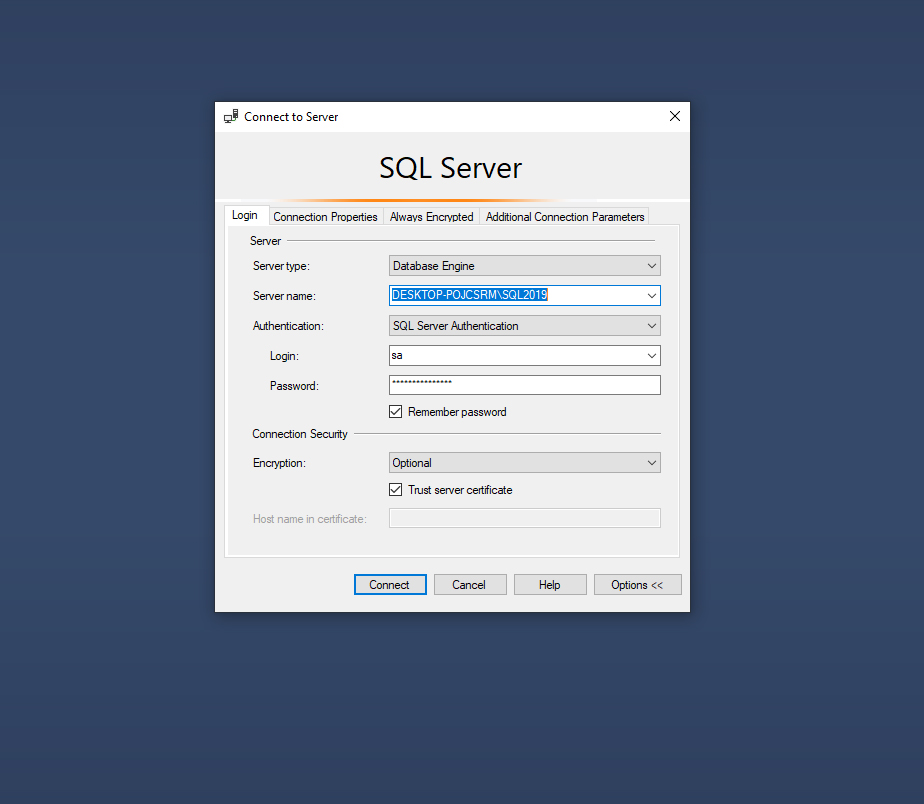 Connect to Server
SQL Server
Login Connection Properties Always Encrypted Additional Connection Parameters
Server
Server type: Database Engine
Server name: DESKTOP-POJCSRM\SQL2019
Authentication: SQL Server Authentication
Login: sa
Password: ***************
Remember password
Connection Security
Encryption: Optional
Trust server certificate
Host name in certificate:
Connect Cancel Help Options <<